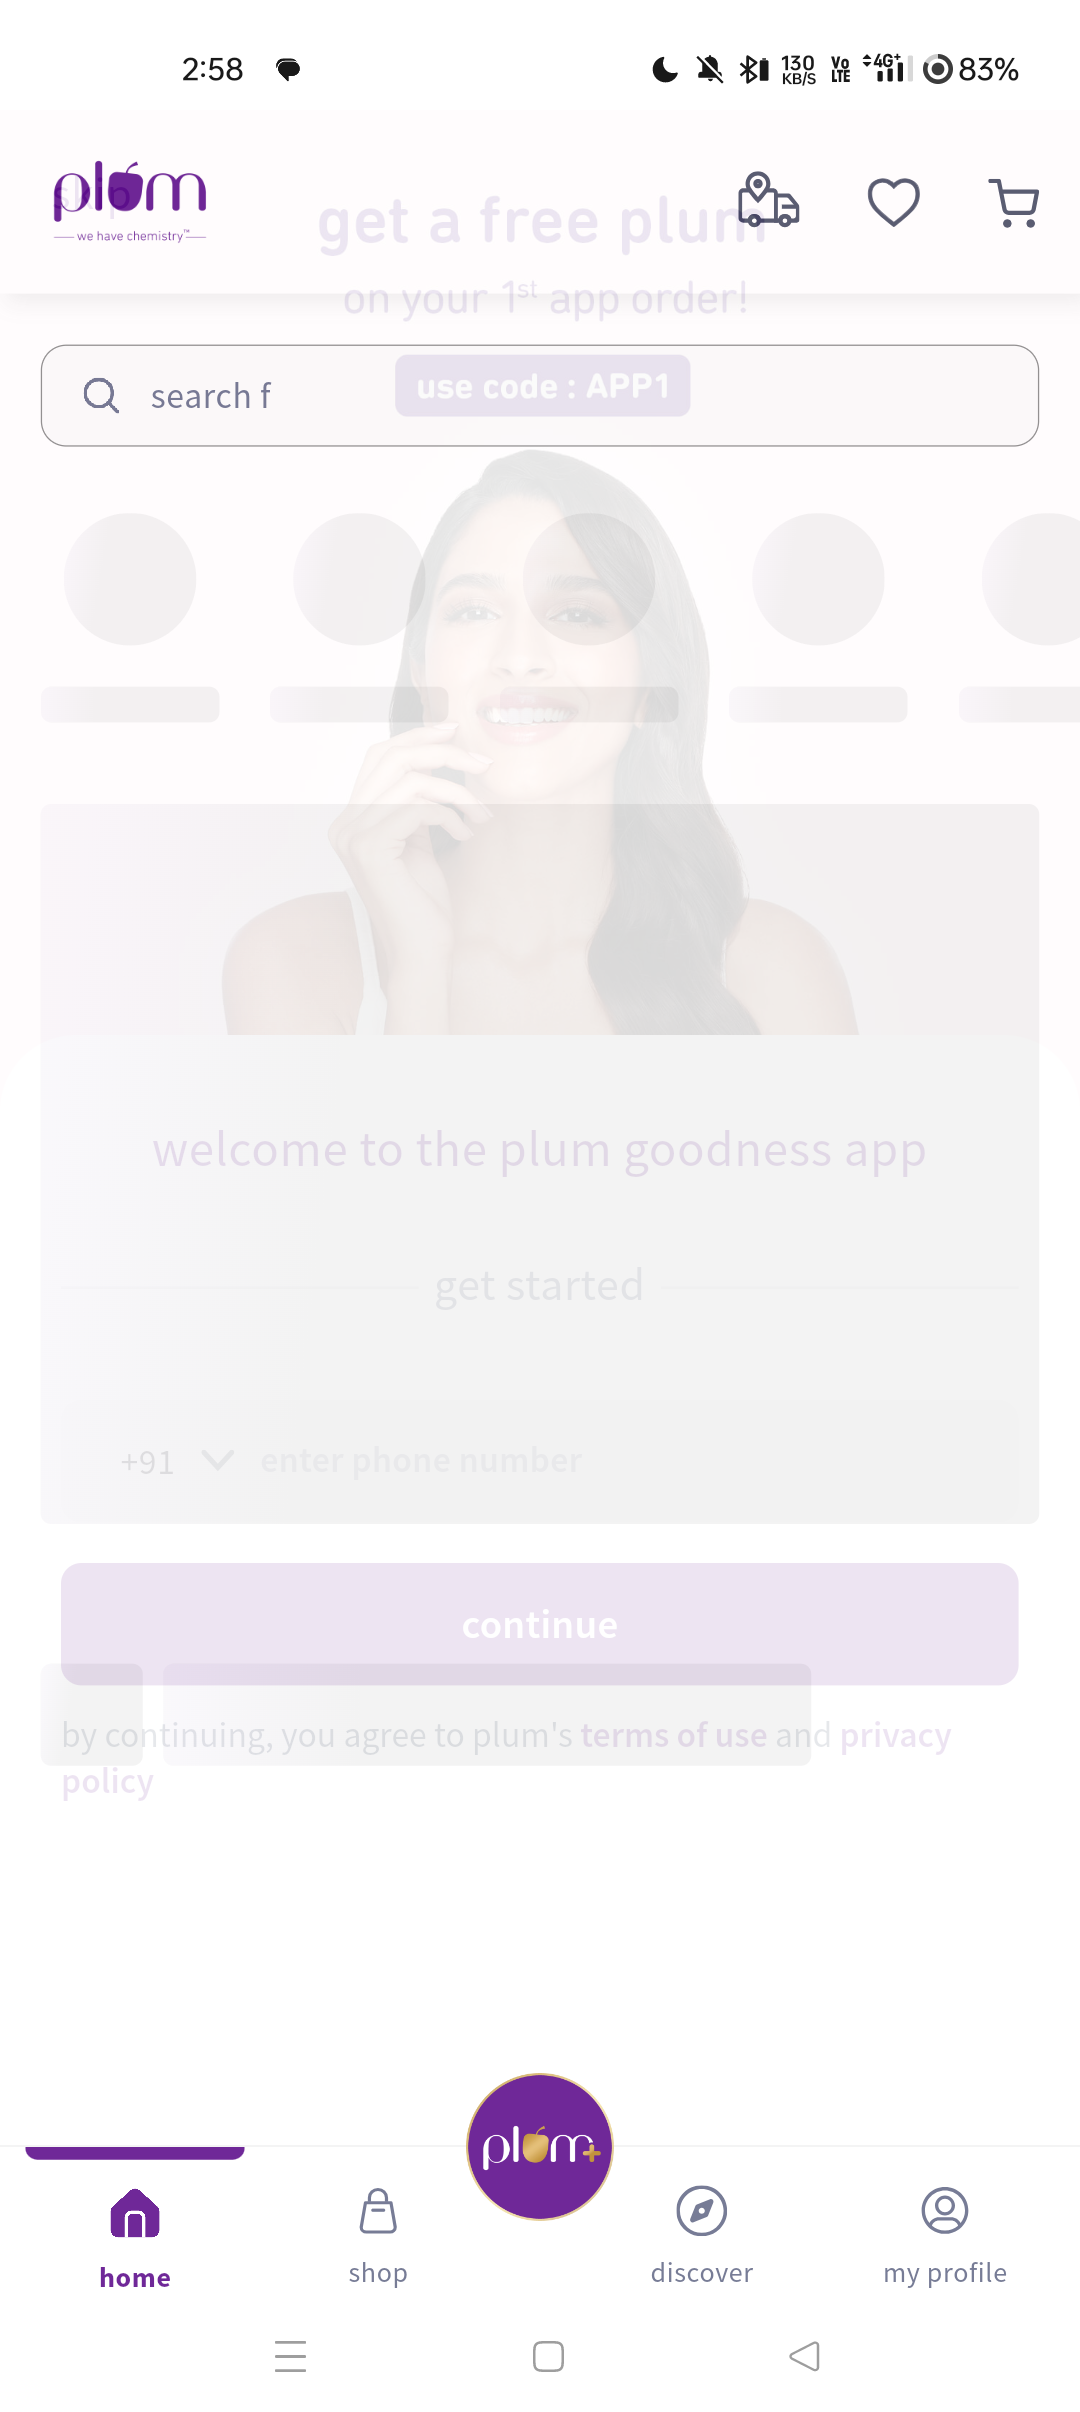 2:58
130 KB/S
Vo LTE
4G+
83%
skip
plum
we have chemistry™
get a free plum
on your 1st app order!
use code : APP1
search f
welcome to the plum goodness app
get started
+91
enter phone number
continue
by continuing, you agree to plum's terms of use and privacy
policy
plum+
home
shop
discover
my profile